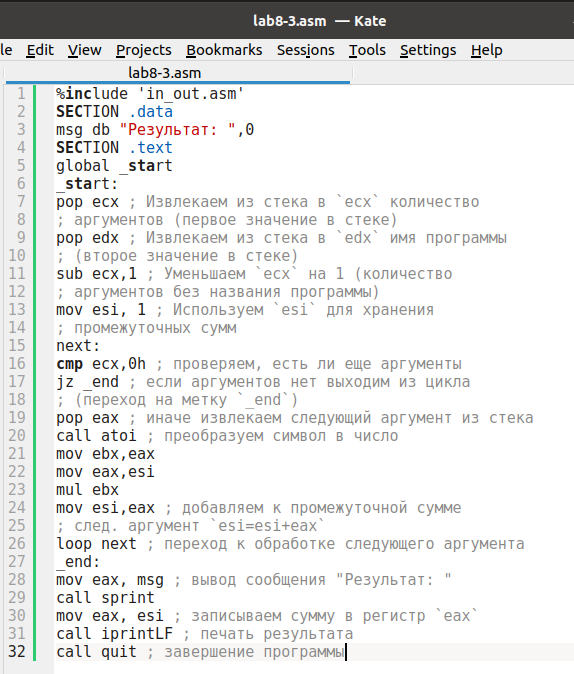 lab8-3.asm — Kate
le Edit View Projects Bookmarks Sessions Tools Settings Help
lab8-3.asm
1 %include 'in_out.asm'
2 SECTION .data
3 msg db "Результат: ",0
4 SECTION .text
5 global _start
6 _start:
7 pop ecx ; Извлекаем из стека в `ecx` количество
8 ; аргументов (первое значение в стеке)
9 pop edx ; Извлекаем из стека в `edx` имя программы
10 ; (второе значение в стеке)
11 sub ecx,1 ; Уменьшаем `ecx` на 1 (количество
12 ; аргументов без названия программы)
13 mov esi, 1 ; Используем `esi` для хранения
14 ; промежуточных сумм
15 next:
16 cmp ecx,0h ; проверяем, есть ли еще аргументы
17 jz _end ; если аргументов нет выходим из цикла
18 ; (переход на метку `_end`)
19 pop eax ; иначе извлекаем следующий аргумент из стека
20 call atoi ; преобразуем символ в число
21 mov ebx,eax
22 mov eax,esi
23 mul ebx
24 mov esi,eax ; добавляем к промежуточной сумме
25 ; след. аргумент `esi=esi+eax`
26 loop next ; переход к обработке следующего аргумента
27 _end:
28 mov eax, msg ; вывод сообщения "Результат: "
29 call sprint
30 mov eax, esi ; записываем сумму в регистр `eax`
31 call iprintLF ; печать результата
32 call quit ; завершение программы